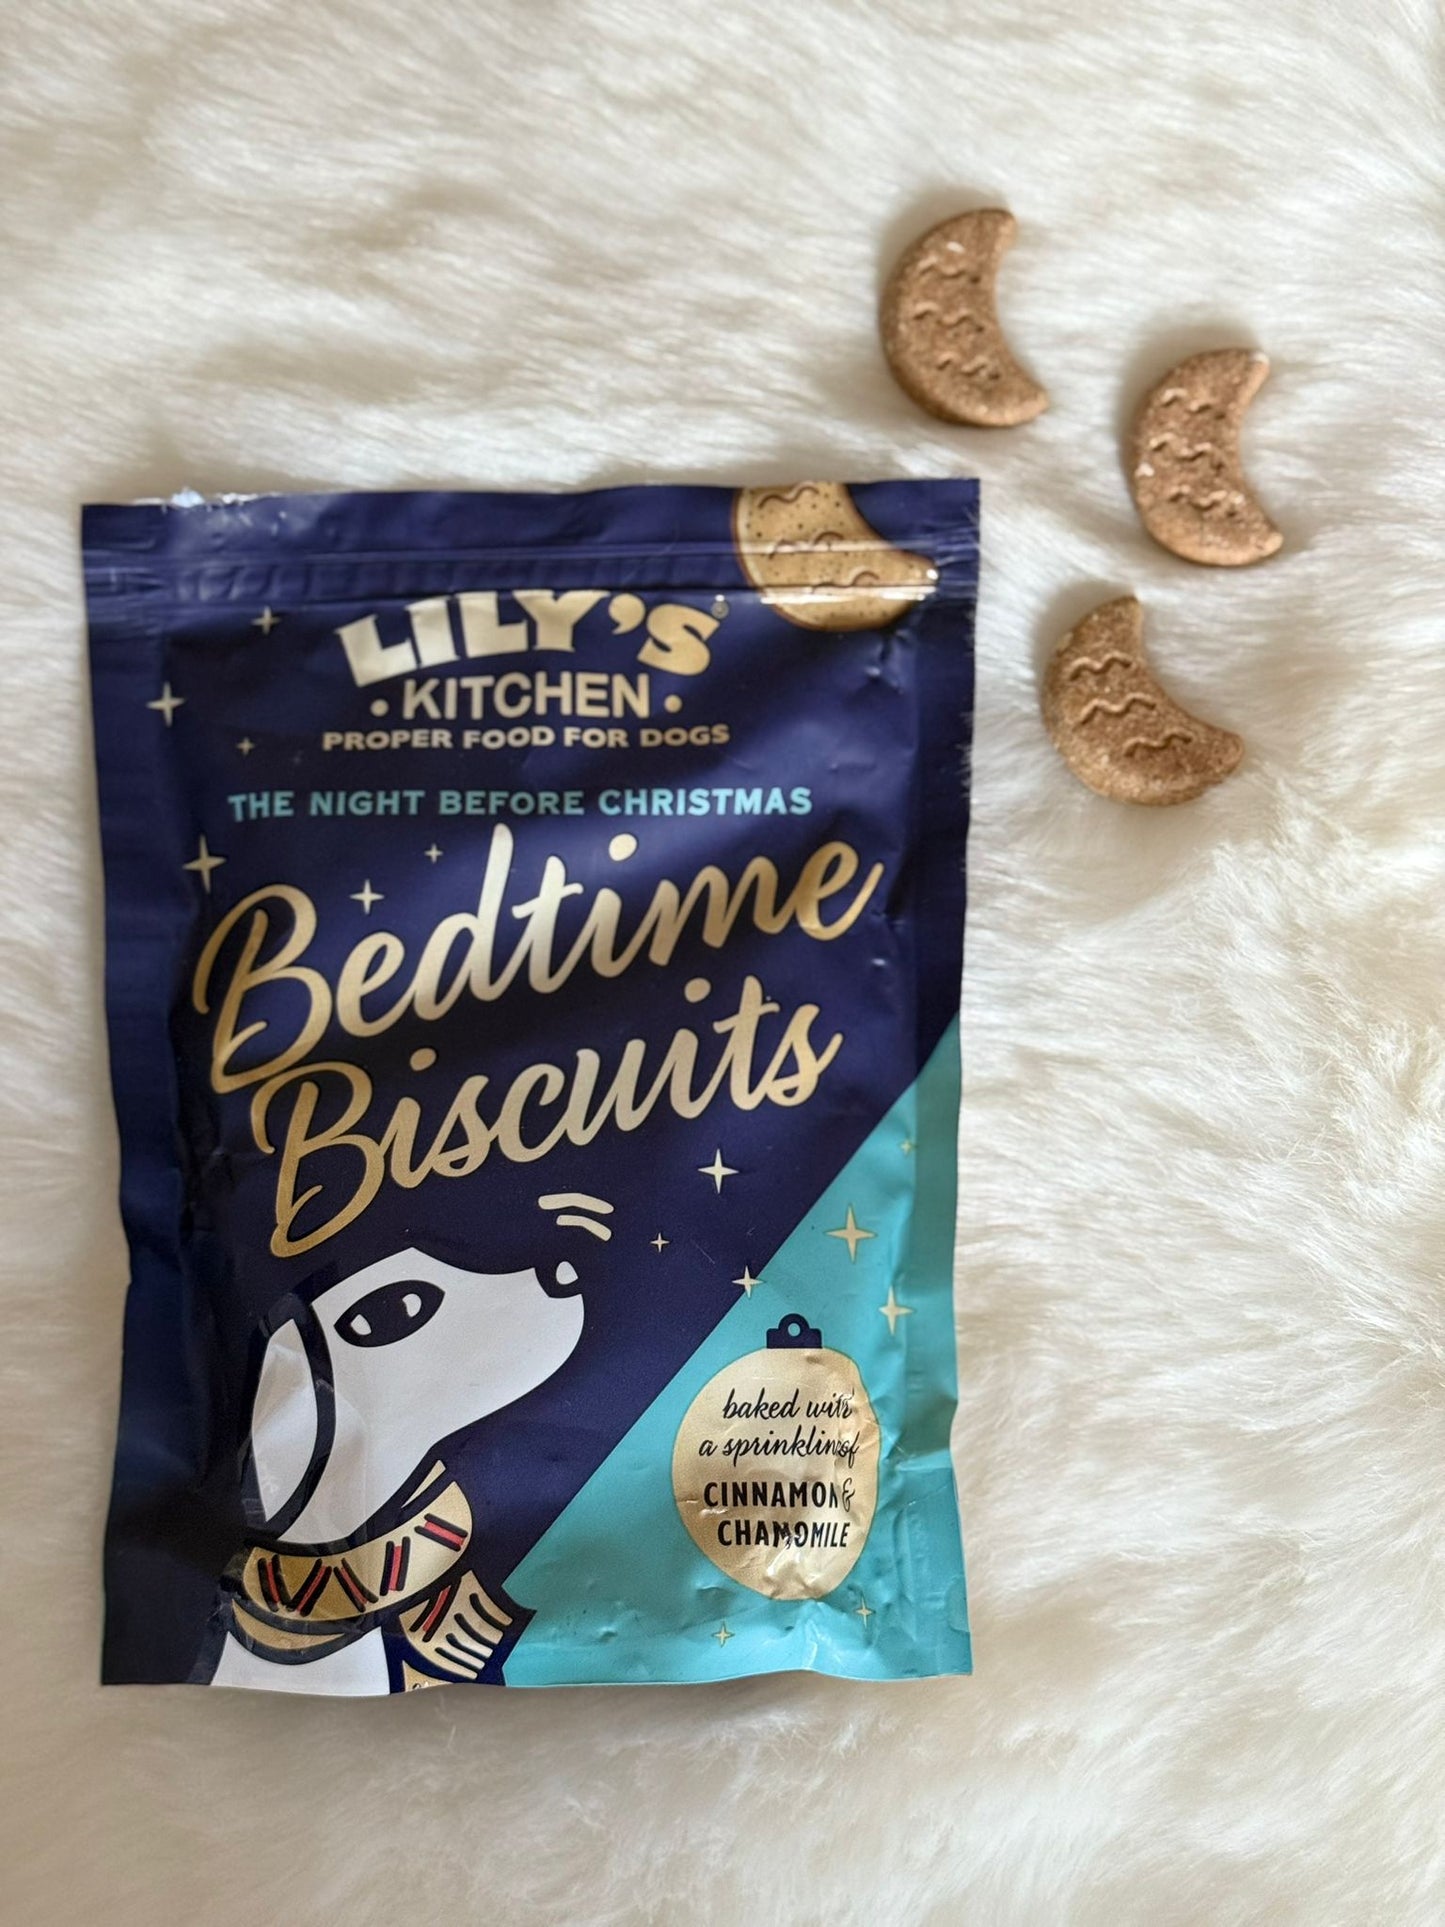 LILY'S®
• KITCHEN •
PROPER FOOD FOR DOGS
THE NIGHT BEFORE CHRISTMAS
Bedtime
Biscuits
baked with
a sprinkling of
CINNAMON &
CHAMOMILE